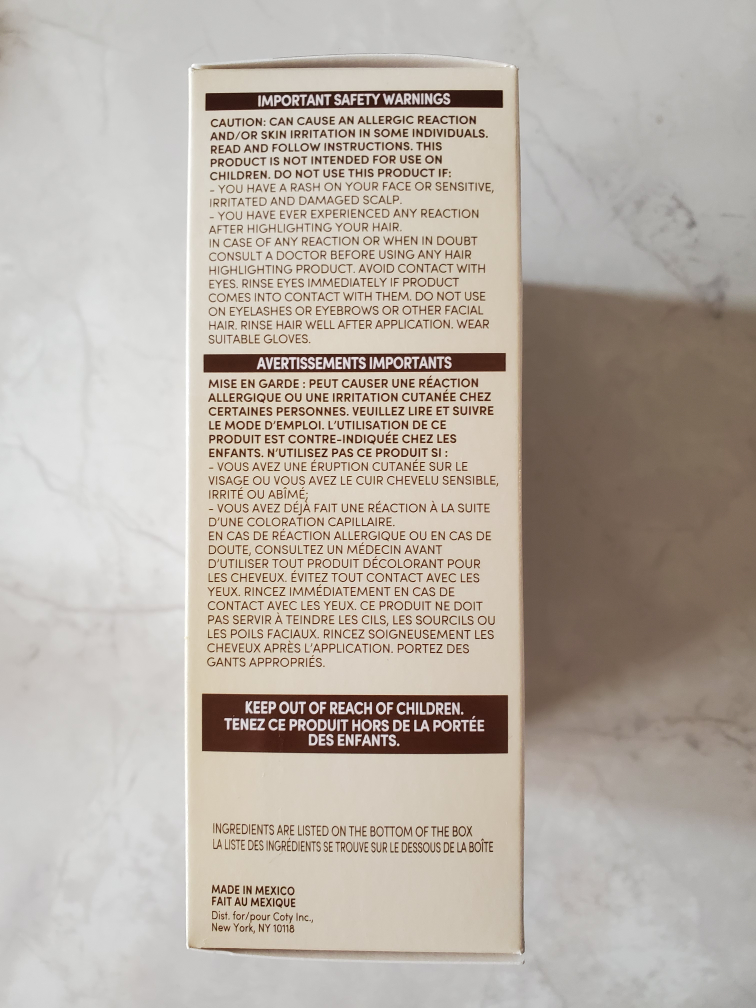 IMPORTANT SAFETY WARNINGS
CAUTION: CAN CAUSE AN ALLERGIC REACTION
AND/OR SKIN IRRITATION IN SOME INDIVIDUALS.
READ AND FOLLOW INSTRUCTIONS. THIS
PRODUCT IS NOT INTENDED FOR USE ON
CHILDREN. DO NOT USE THIS PRODUCT IF:
- YOU HAVE A RASH ON YOUR FACE OR SENSITIVE,
IRRITATED AND DAMAGED SCALP.
- YOU HAVE EVER EXPERIENCED ANY REACTION
AFTER HIGHLIGHTING YOUR HAIR.
IN CASE OF ANY REACTION OR WHEN IN DOUBT
CONSULT A DOCTOR BEFORE USING ANY HAIR
HIGHLIGHTING PRODUCT. AVOID CONTACT WITH
EYES. RINSE EYES IMMEDIATELY IF PRODUCT
COMES INTO CONTACT WITH THEM. DO NOT USE
ON EYELASHES OR EYEBROWS OR OTHER FACIAL
HAIR. RINSE HAIR WELL AFTER APPLICATION. WEAR
SUITABLE GLOVES.
AVERTISSEMENTS IMPORTANTS
MISE EN GARDE : PEUT CAUSER UNE RÉACTION
ALLERGIQUE OU UNE IRRITATION CUTANÉE CHEZ
CERTAINES PERSONNES. VEUILLEZ LIRE ET SUIVRE
LE MODE D'EMPLOI. L'UTILISATION DE CE
PRODUIT EST CONTRE-INDIQUÉE CHEZ LES
ENFANTS. N'UTILISEZ PAS CE PRODUIT SI :
- VOUS AVEZ UNE ÉRUPTION CUTANÉE SUR LE
VISAGE OU VOUS AVEZ LE CUIR CHEVELU SENSIBLE,
IRRITÉ OU ABÎMÉ;
- VOUS AVEZ DÉJÀ FAIT UNE RÉACTION À LA SUITE
D'UNE COLORATION CAPILLAIRE.
EN CAS DE RÉACTION ALLERGIQUE OU EN CAS DE
DOUTE, CONSULTEZ UN MÉDECIN AVANT
D'UTILISER TOUT PRODUIT DÉCOLORANT POUR
LES CHEVEUX. ÉVITEZ TOUT CONTACT AVEC LES
YEUX. RINCEZ IMMÉDIATEMENT EN CAS DE
CONTACT AVEC LES YEUX. CE PRODUIT NE DOIT
PAS SERVIR À TEINDRE LES CILS, LES SOURCILS OU
LES POILS FACIAUX. RINCEZ SOIGNEUSEMENT LES
CHEVEUX APRÈS L'APPLICATION. PORTEZ DES
GANTS APPROPRIÉS.
KEEP OUT OF REACH OF CHILDREN.
TENEZ CE PRODUIT HORS DE LA PORTÉE
DES ENFANTS.
INGREDIENTS ARE LISTED ON THE BOTTOM OF THE BOX
LA LISTE DES INGRÉDIENTS SE TROUVE SUR LE DESSOUS DE LA BOÎTE
MADE IN MEXICO
FAIT AU MEXIQUE
Dist. for/pour Coty Inc.,
New York, NY 10118